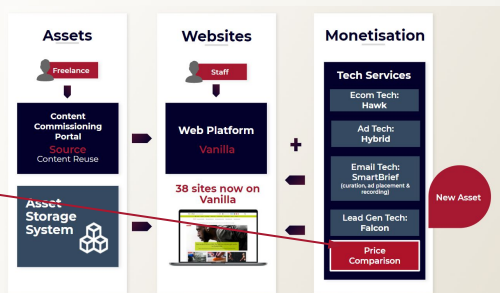 Assets
Freelance
Content
Commissioning
Portal
Source
Content Reuse
Asset
Storage
System
Websites
Staff
Web Platform
Vanilla
38 sites now on
Vanilla
Monetisation
Tech Services
Ecom Tech:
Hawk
Ad Tech:
Hybrid
Email Tech:
SmartBrief
(curation, ad placement &
recording)
Lead Gen Tech:
Falcon
Price
Comparison
New Asset